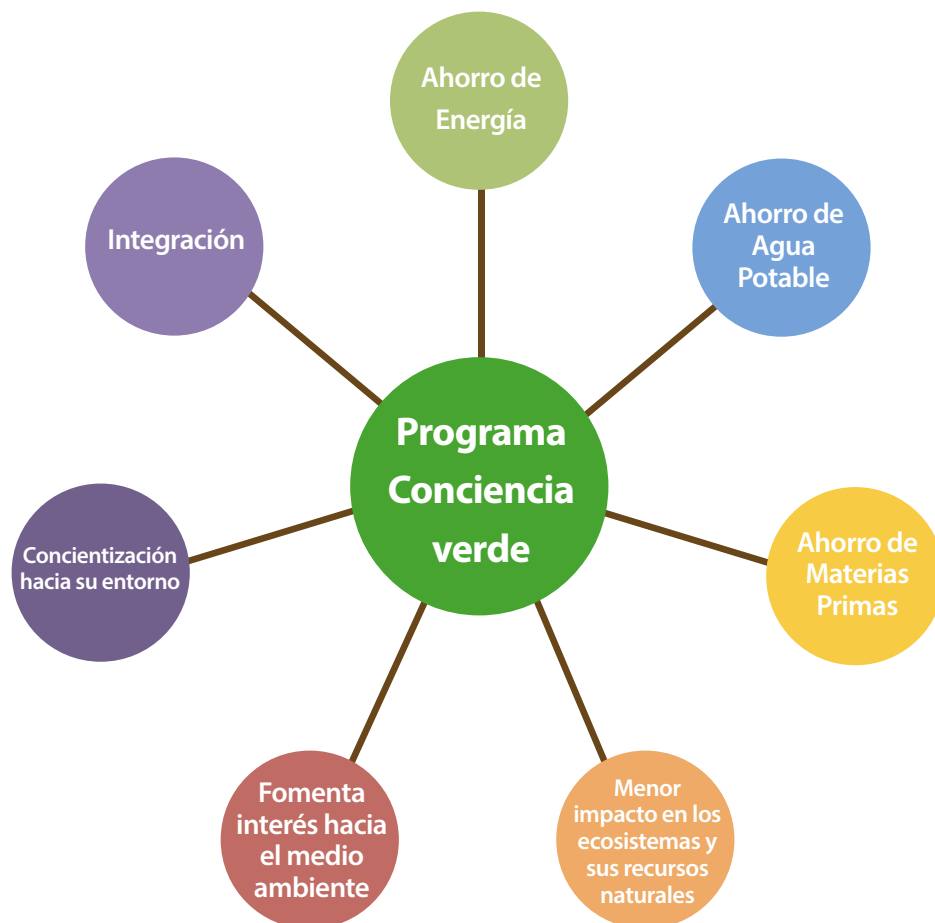 Ahorro de
Energía
Integración
Ahorro de
Agua
Potable
Programa
Conciencia
verde
Concientización
hacia su entorno
Ahorro de
Materias
Primas
Fomenta
interés hacia
el medio
ambiente
Menor
impacto en los
ecosistemas y
sus recursos
naturales